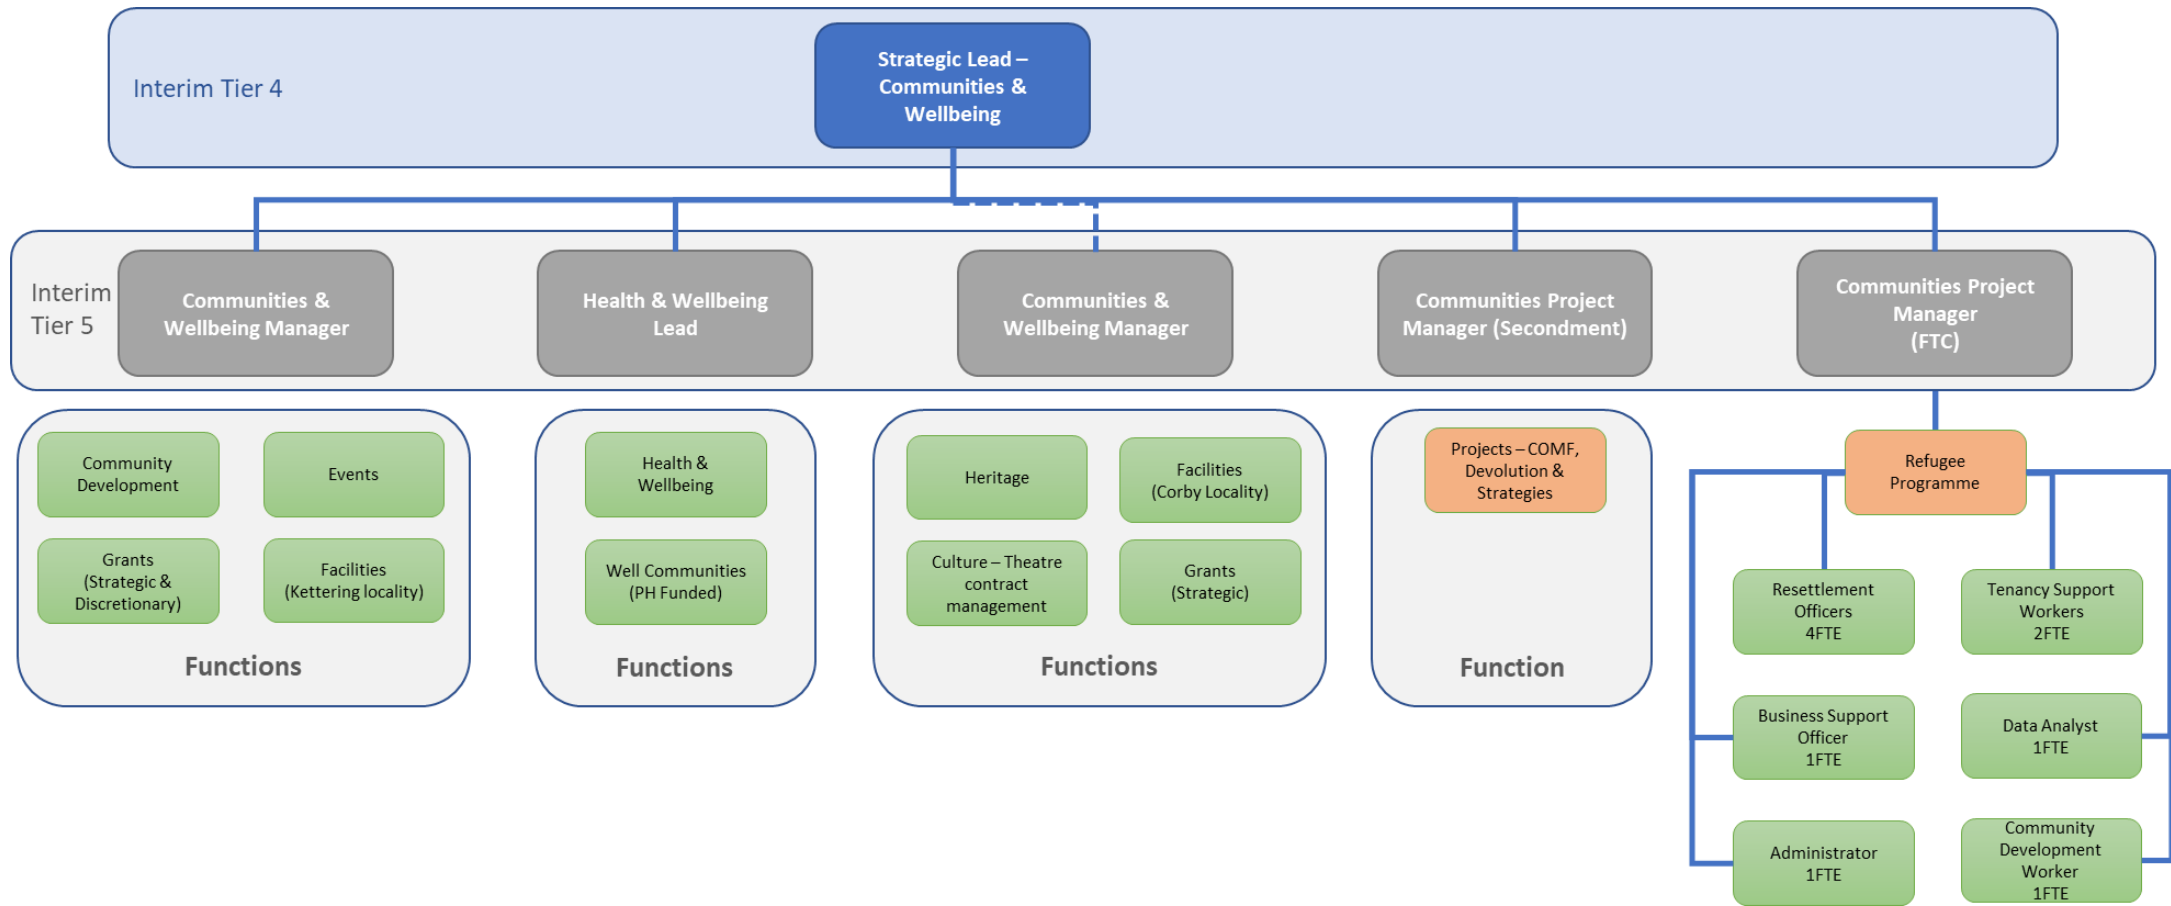 Interim Tier 4
Strategic Lead –
Communities &
Wellbeing
Interim
Tier 5
Communities &
Wellbeing Manager
Health & Wellbeing
Lead
Communities &
Wellbeing Manager
Communities Project
Manager (Secondment)
Communities Project
Manager
(FTC)
Community
Development
Events
Grants
(Strategic &
Discretionary)
Facilities
(Kettering locality)
Functions
Health &
Wellbeing
Well Communities
(PH Funded)
Functions
Heritage
Facilities
(Corby Locality)
Culture – Theatre
contract
management
Grants
(Strategic)
Functions
Projects – COMF,
Devolution &
Strategies
Function
Refugee
Programme
Resettlement
Officers
4FTE
Tenancy Support
Workers
2FTE
Business Support
Officer
1FTE
Data Analyst
1FTE
Administrator
1FTE
Community
Development
Worker
1FTE